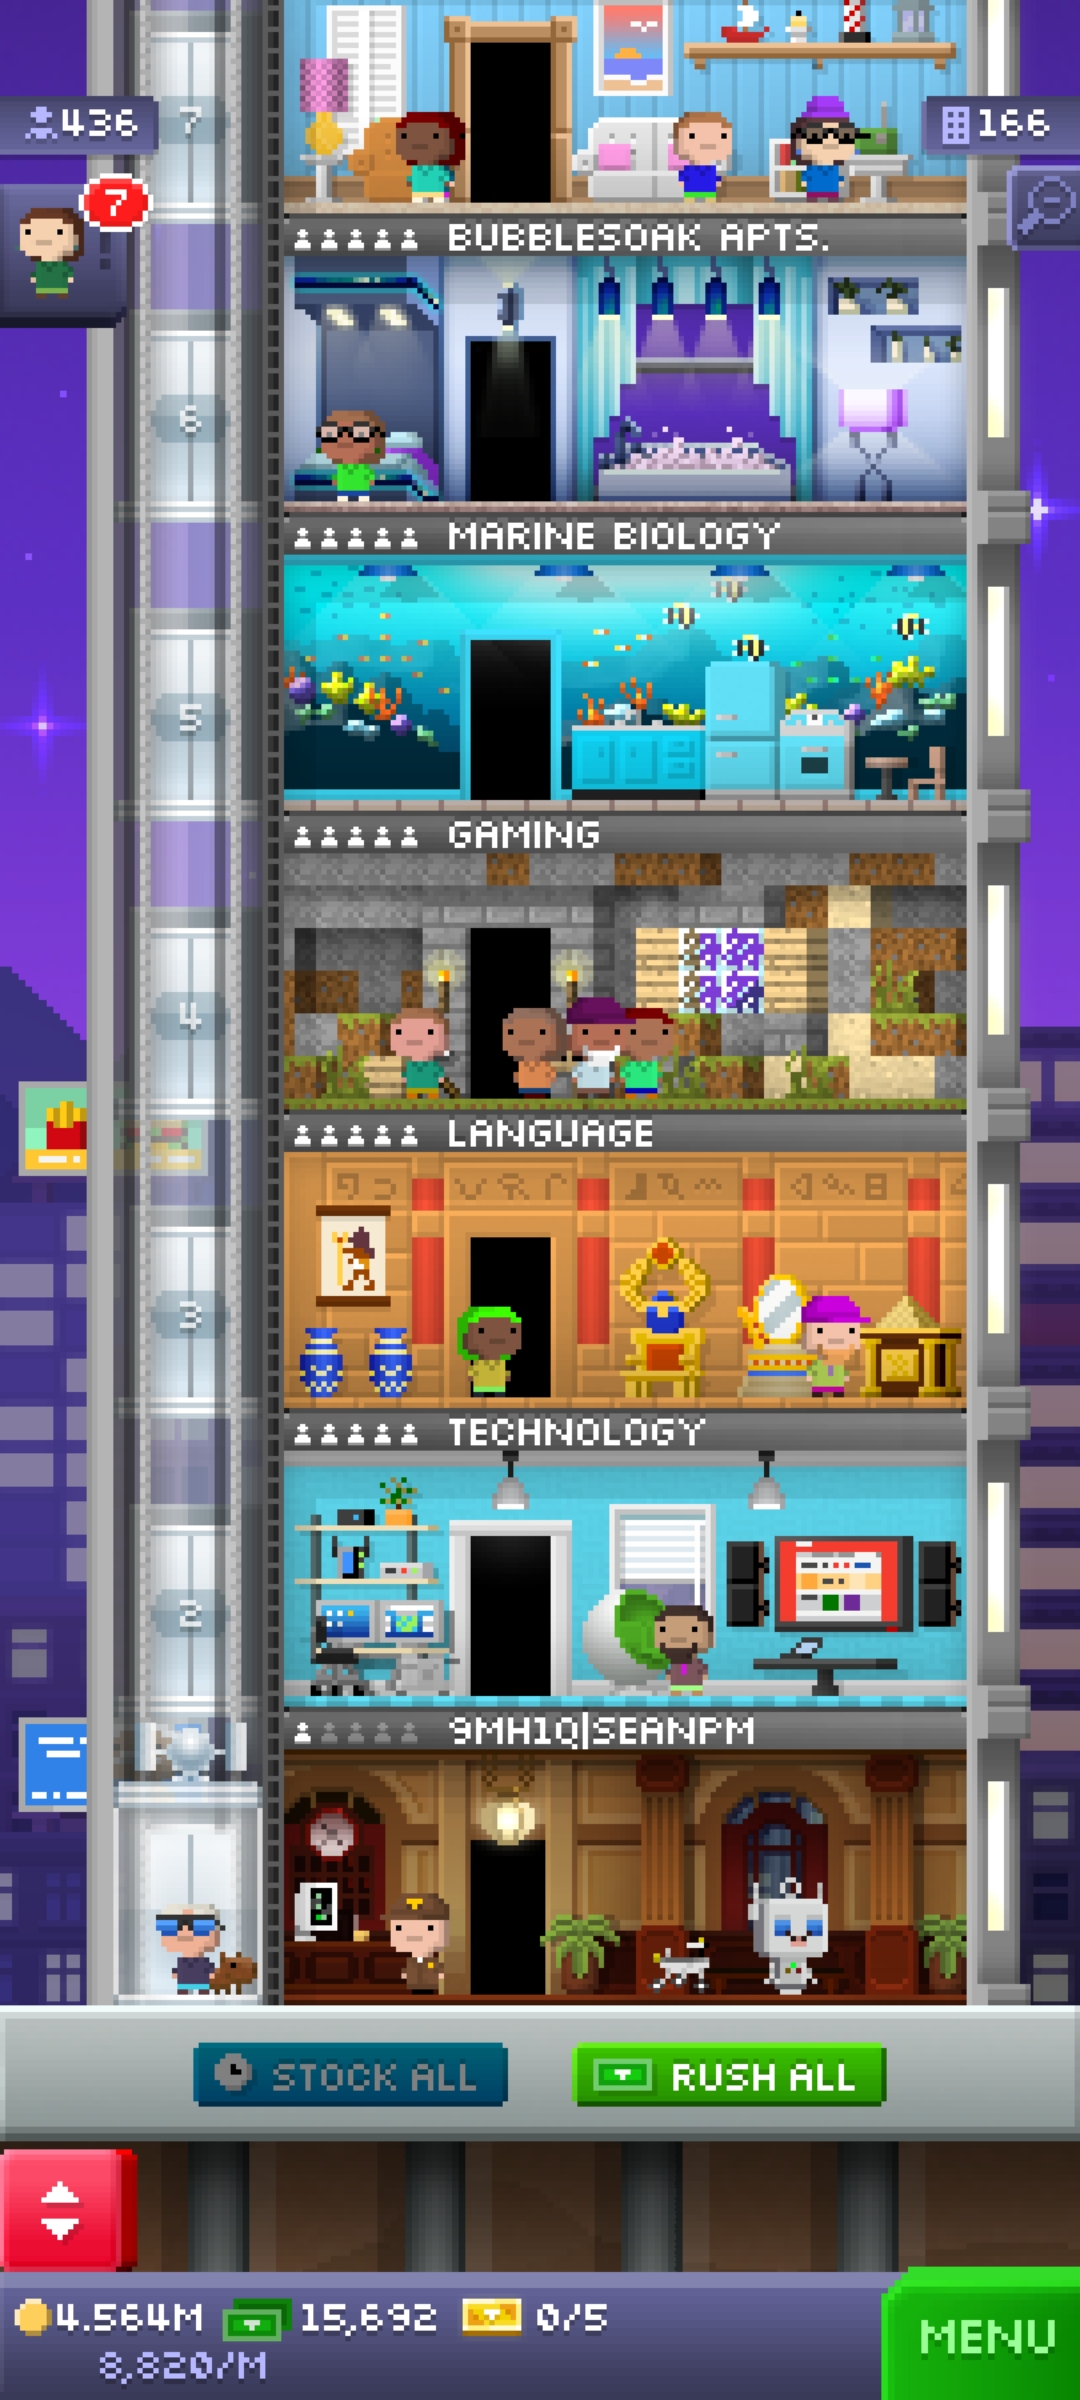 7
436
166
7
BUBBLESOAK APTS.
6
MARINE BIOLOGY
5
GAMING
4
LANGUAGE
3
TECHNOLOGY
2
9MH1Q|SEANPM
STOCK ALL
RUSH ALL
4.564M
15,692
0/5
8,820/M
MENU